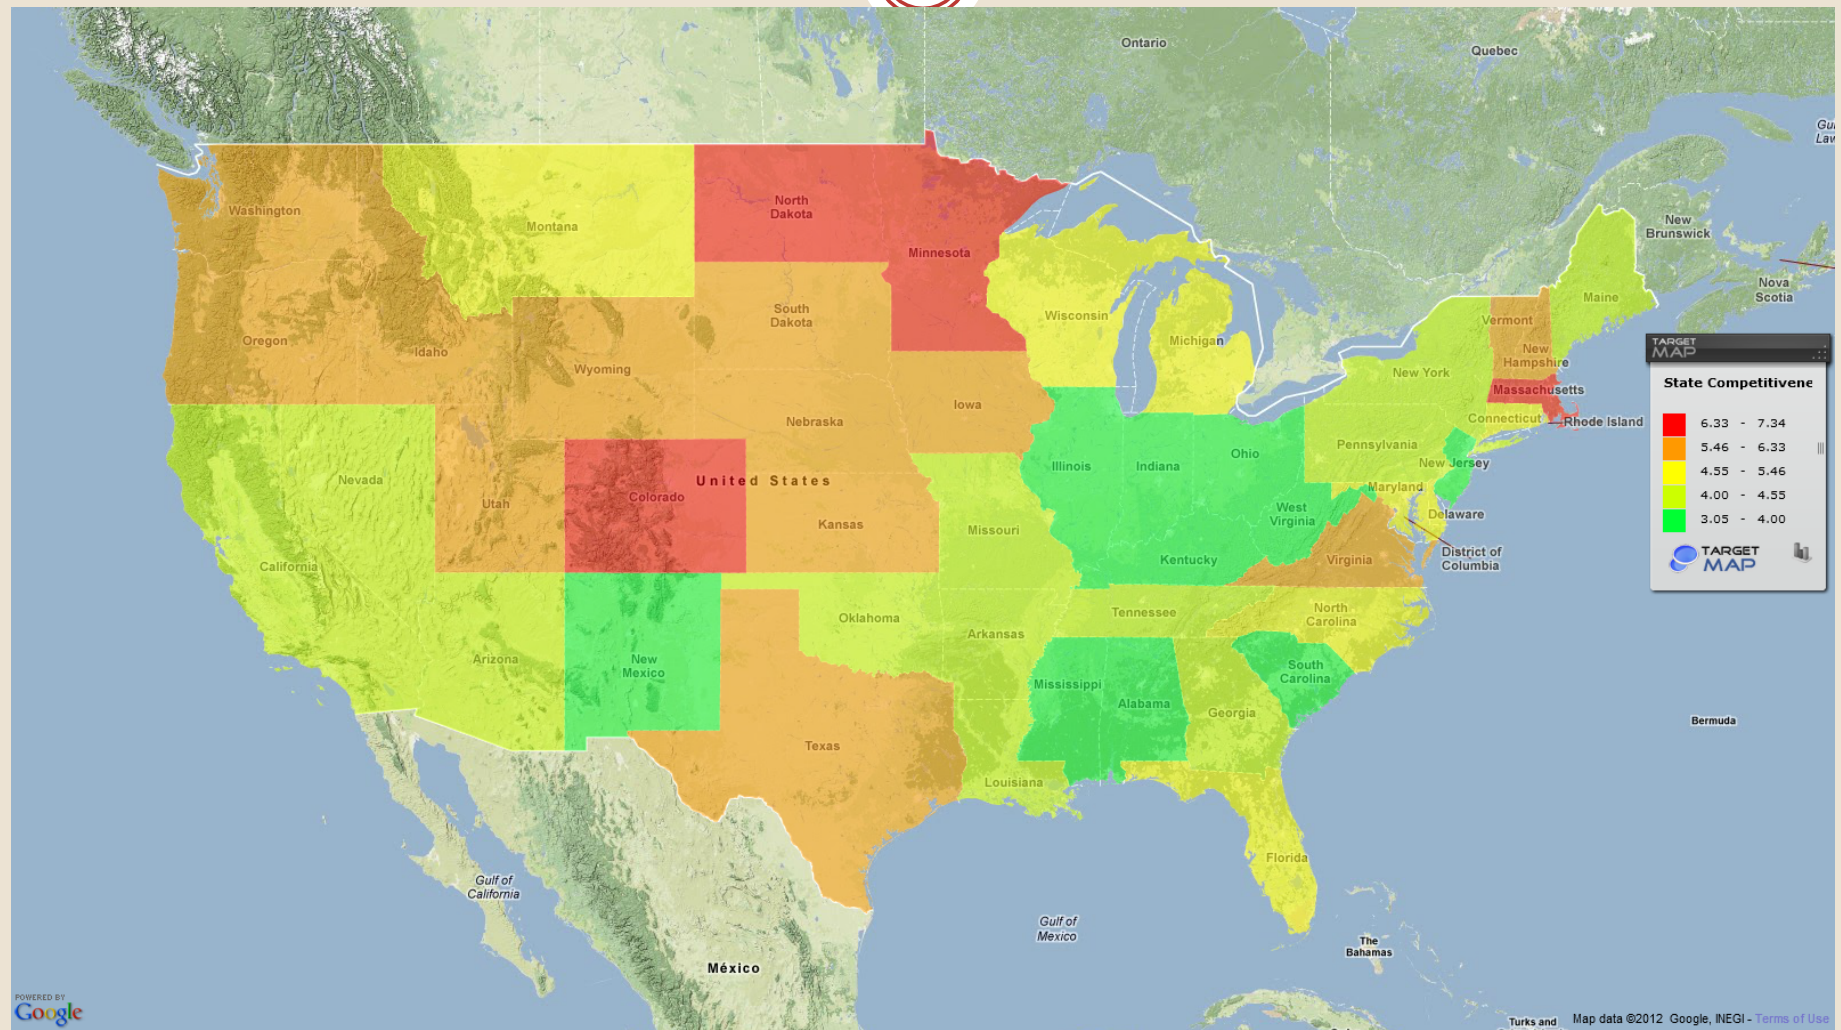 Ontario
Quebec
Gu
Law
Washington
Montana
North
Dakota
Minnesota
New
Brunswick
Nova
Scotia
Maine
South
Dakota
Wisconsin
Michigan
Vermont
New
Hampshire
Oregon
Idaho
Wyoming
New York
Massachusetts
Iowa
Nebraska
Connecticut
Rhode Island
Pennsylvania
Ohio
Illinois
Indiana
New Jersey
Nevada
United States
Colorado
Utah
Maryland
Kansas
Missouri
West
Virginia
Delaware
District of
Columbia
California
Kentucky
Virginia
Oklahoma
Arkansas
Tennessee
North
Carolina
Arizona
New
Mexico
Mississippi
Alabama
Georgia
South
Carolina
Bermuda
Texas
Louisiana
Florida
Gulf of
California
Gulf of
Mexico
The
Bahamas
México
TARGET
MAP
State Competitivene
6.33 - 7.34
5.46 - 6.33
4.55 - 5.46
4.00 - 4.55
3.05 - 4.00
TARGET
MAP
POWERED BY
Google
Turks and
Map data ©2012 Google, INEGI - Terms of Use